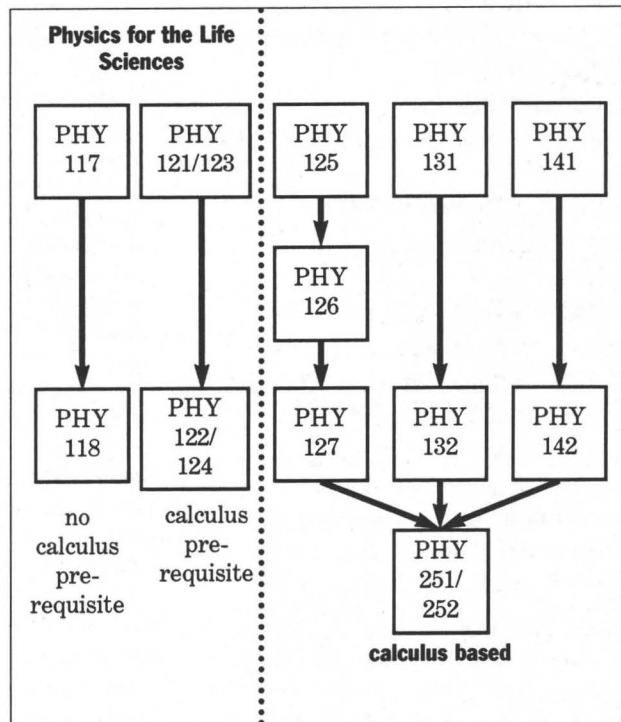 Physics for the Life
Sciences
PHY
117
PHY
121/123
PHY
125
PHY
131
PHY
141
PHY
126
PHY
118
PHY
122/
124
PHY
127
PHY
132
PHY
142
no
calculus
pre-
requisite
calculus
pre-
requisite
PHY
251/
252
calculus based